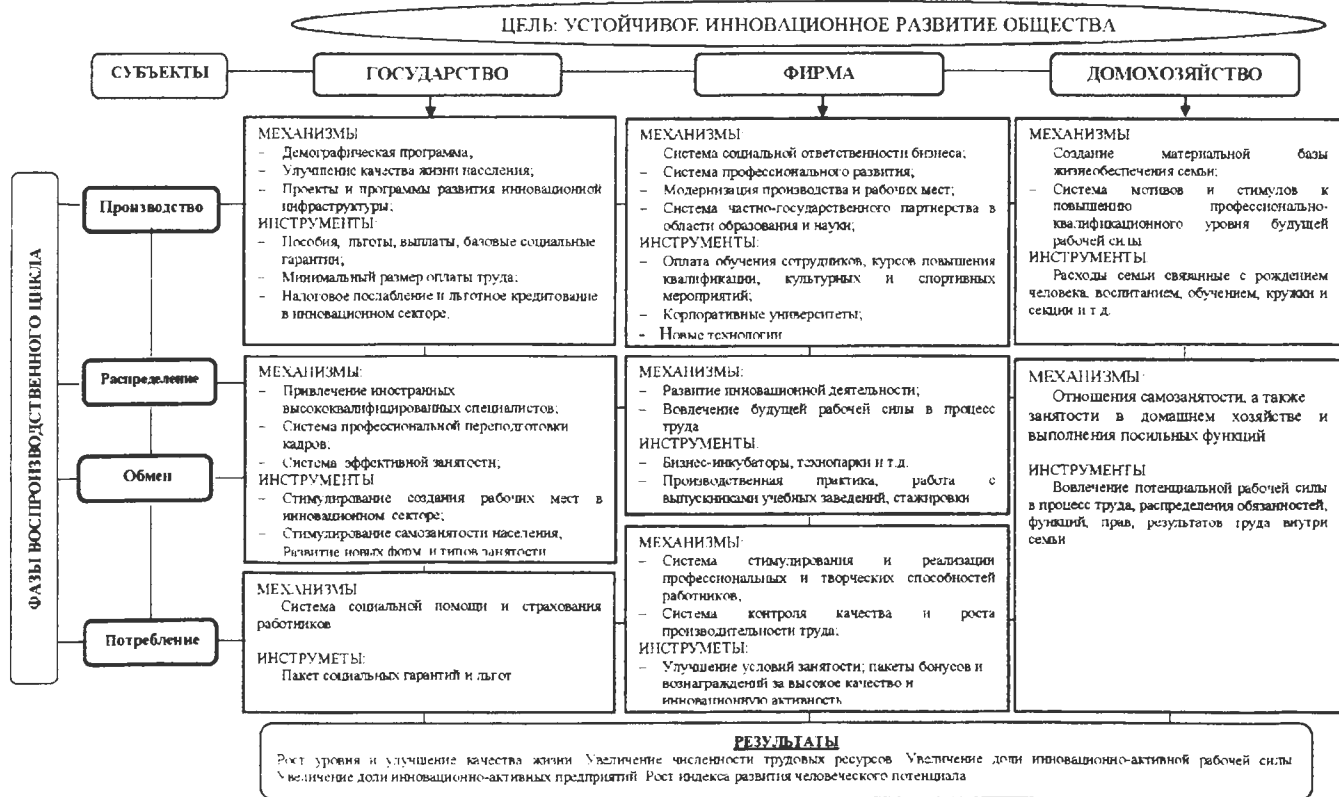 ЦЕЛЬ: УСТОЙЧИВОЕ ИННОВАЦИОННОЕ РАЗВИТИЕ ОБЩЕСТВА
СУБЪЕКТЫ
ГОСУДАРСТВО
ФИРМА
ДОМОХОЗЯЙСТВО
ФАЗЫ ВОСПРОИЗВОДСТВЕННОГО ЦИКЛА
Производство
МЕХАНИЗМЫ
– Демографическая программа,
– Улучшение качества жизни населения;
– Проекты и программы развития инновационной
инфраструктуры;
ИНСТРУМЕНТЫ
– Пособия, льготы, выплаты, базовые социальные
гарантии;
– Минимальный размер оплаты труда;
– Налоговое послабление и льготное кредитование
в инновационном секторе.
МЕХАНИЗМЫ:
– Система социальной ответственности бизнеса;
– Система профессионального развития;
– Модернизация производства и рабочих мест;
– Система частно-государственного партнерства в
области образования и науки;
ИНСТРУМЕНТЫ:
– Оплата обучения сотрудников, курсов повышения
квалификации, культурных и спортивных
мероприятий;
– Корпоративные университеты;
– Новые технологии
МЕХАНИЗМЫ
– Создание материальной базы
жизнеобеспечения семьи;
– Система мотивов и стимулов к
повышению профессионально-
квалификационного уровня будущей
рабочей силы
ИНСТРУМЕНТЫ
Расходы семьи связанные с рождением
человека, воспитанием, обучением, кружки и
секции и т д.
Распределение
Обмен
МЕХАНИЗМЫ:
– Привлечение иностранных
высококвалифицированных специалистов;
– Система профессиональной переподготовки
кадров;
– Система эффективной занятости;
ИНСТРУМЕНТЫ
– Стимулирование создания рабочих мест в
инновационном секторе;
– Стимулирование самозанятости населения,
Развитие новых форм и типов занятости
МЕХАНИЗМЫ:
– Развитие инновационной деятельности;
– Вовлечение будущей рабочей силы в процесс
труда
ИНСТРУМЕНТЫ.
– Бизнес-инкубаторы, технопарки и т.д.
– Производственная практика, работа с
выпускниками учебных заведений, стажировки
МЕХАНИЗМЫ:
Отношения самозанятости, а также
занятости в домашнем хозяйстве и
выполнения посильных функций
ИНСТРУМЕНТЫ
Вовлечение потенциальной рабочей силы
в процесс труда, распределения обязанностей,
функций, прав, результатов труда внутри
семьи
Потребление
МЕХАНИЗМЫ
Система социальной помощи и страхования
работников
ИНСТРУМЕТЫ:
Пакет социальных гарантий и льгот
МЕХАНИЗМЫ:
– Система стимулирования и реализации
профессиональных и творческих способностей
работников,
– Система контроля качества и роста
производительности труда;
ИНСТРУМЕТЫ:
– Улучшение условий занятости; пакеты бонусов и
вознаграждений за высокое качество и
инновационную активность
РЕЗУЛЬТАТЫ
Рост уровня и улучшение качества жизни Увеличение численности трудовых ресурсов Увеличение доли инновационно-активной рабочей силы
Увеличение доли инновационно-активных предприятий Рост индекса развития человеческого потенциала